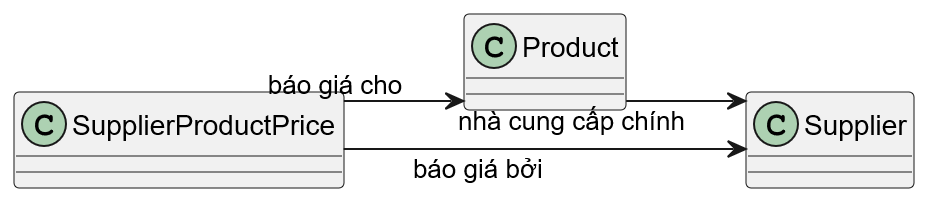 C Product
báo giá cho
C SupplierProductPrice
nhà cung cấp chính
C Supplier
báo giá bởi